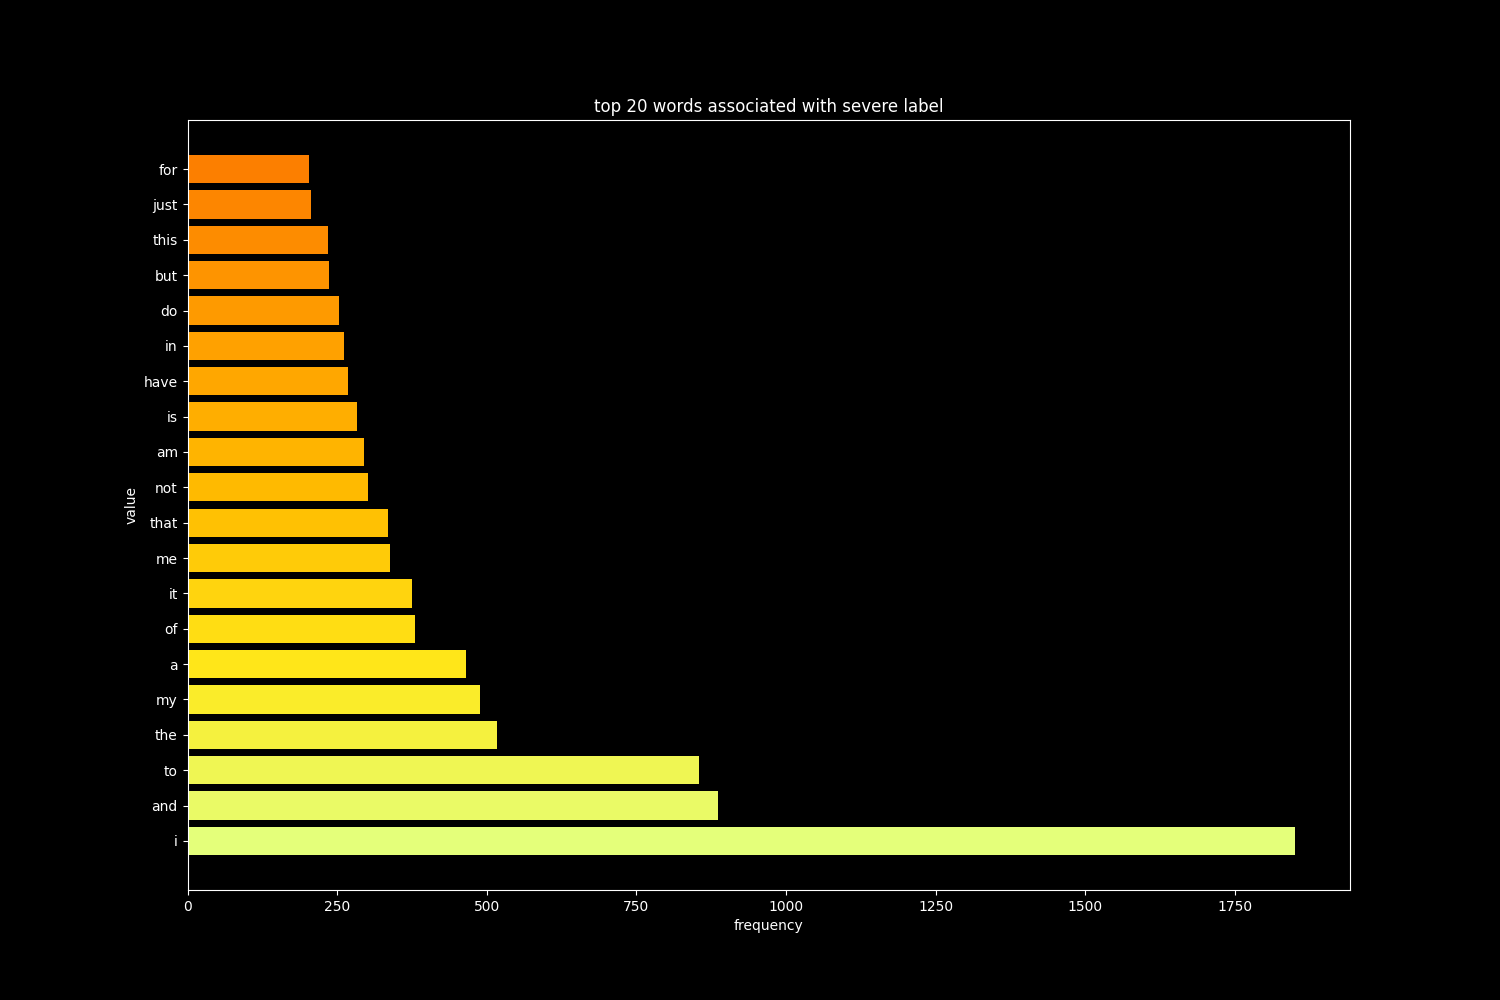 top 20 words associated with severe label
for
just
this
but
do
in
have
is
am
not
that
me
it
of
a
my
the
to
and
i
value
0 250 500 750 1000 1250 1500 1750
frequency